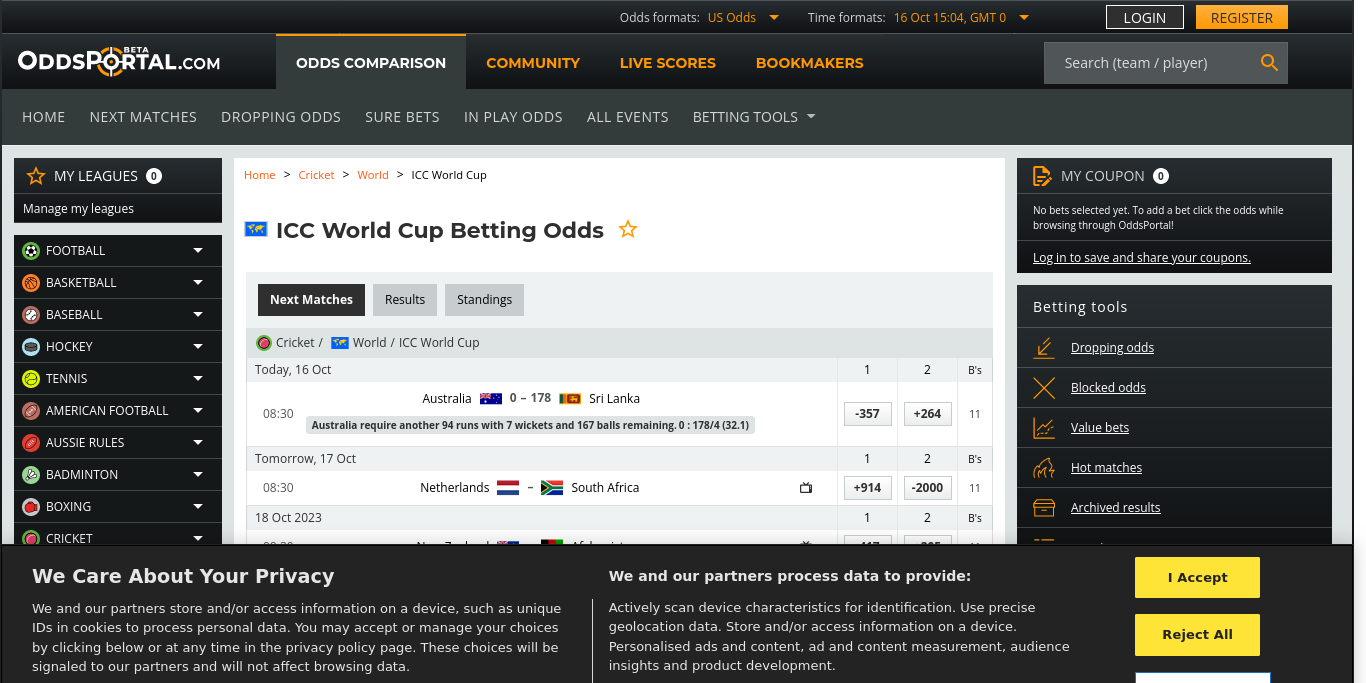 Odds formats: US Odds Time formats: 16 Oct 15:04, GMT 0 LOGIN REGISTER
ODDSPORTAL.COM BETA
ODDS COMPARISON COMMUNITY LIVE SCORES BOOKMAKERS Search (team / player)
HOME NEXT MATCHES DROPPING ODDS SURE BETS IN PLAY ODDS ALL EVENTS BETTING TOOLS
MY LEAGUES 0
Manage my leagues
FOOTBALL
BASKETBALL
BASEBALL
HOCKEY
TENNIS
AMERICAN FOOTBALL
AUSSIE RULES
BADMINTON
BOXING
CRICKET
Home > Cricket > World > ICC World Cup
ICC World Cup Betting Odds
Next Matches Results Standings
Cricket / World / ICC World Cup
Today, 16 Oct 1 2 B's
Australia 0 – 178 Sri Lanka
08:30 -357 +264 11
Australia require another 94 runs with 7 wickets and 167 balls remaining. 0 : 178/4 (32.1)
Tomorrow, 17 Oct 1 2 B's
08:30 Netherlands – South Africa +914 -2000 11
18 Oct 2023 1 2 B's
MY COUPON 0
No bets selected yet. To add a bet click the odds while
browsing through OddsPortal!
Log in to save and share your coupons.
Betting tools
Dropping odds
Blocked odds
Value bets
Hot matches
Archived results
We Care About Your Privacy
We and our partners store and/or access information on a device, such as unique
IDs in cookies to process personal data. You may accept or manage your choices
by clicking below or at any time in the privacy policy page. These choices will be
signaled to our partners and will not affect browsing data.
We and our partners process data to provide:
Actively scan device characteristics for identification. Use precise
geolocation data. Store and/or access information on a device.
Personalised ads and content, ad and content measurement, audience
insights and product development.
I Accept
Reject All